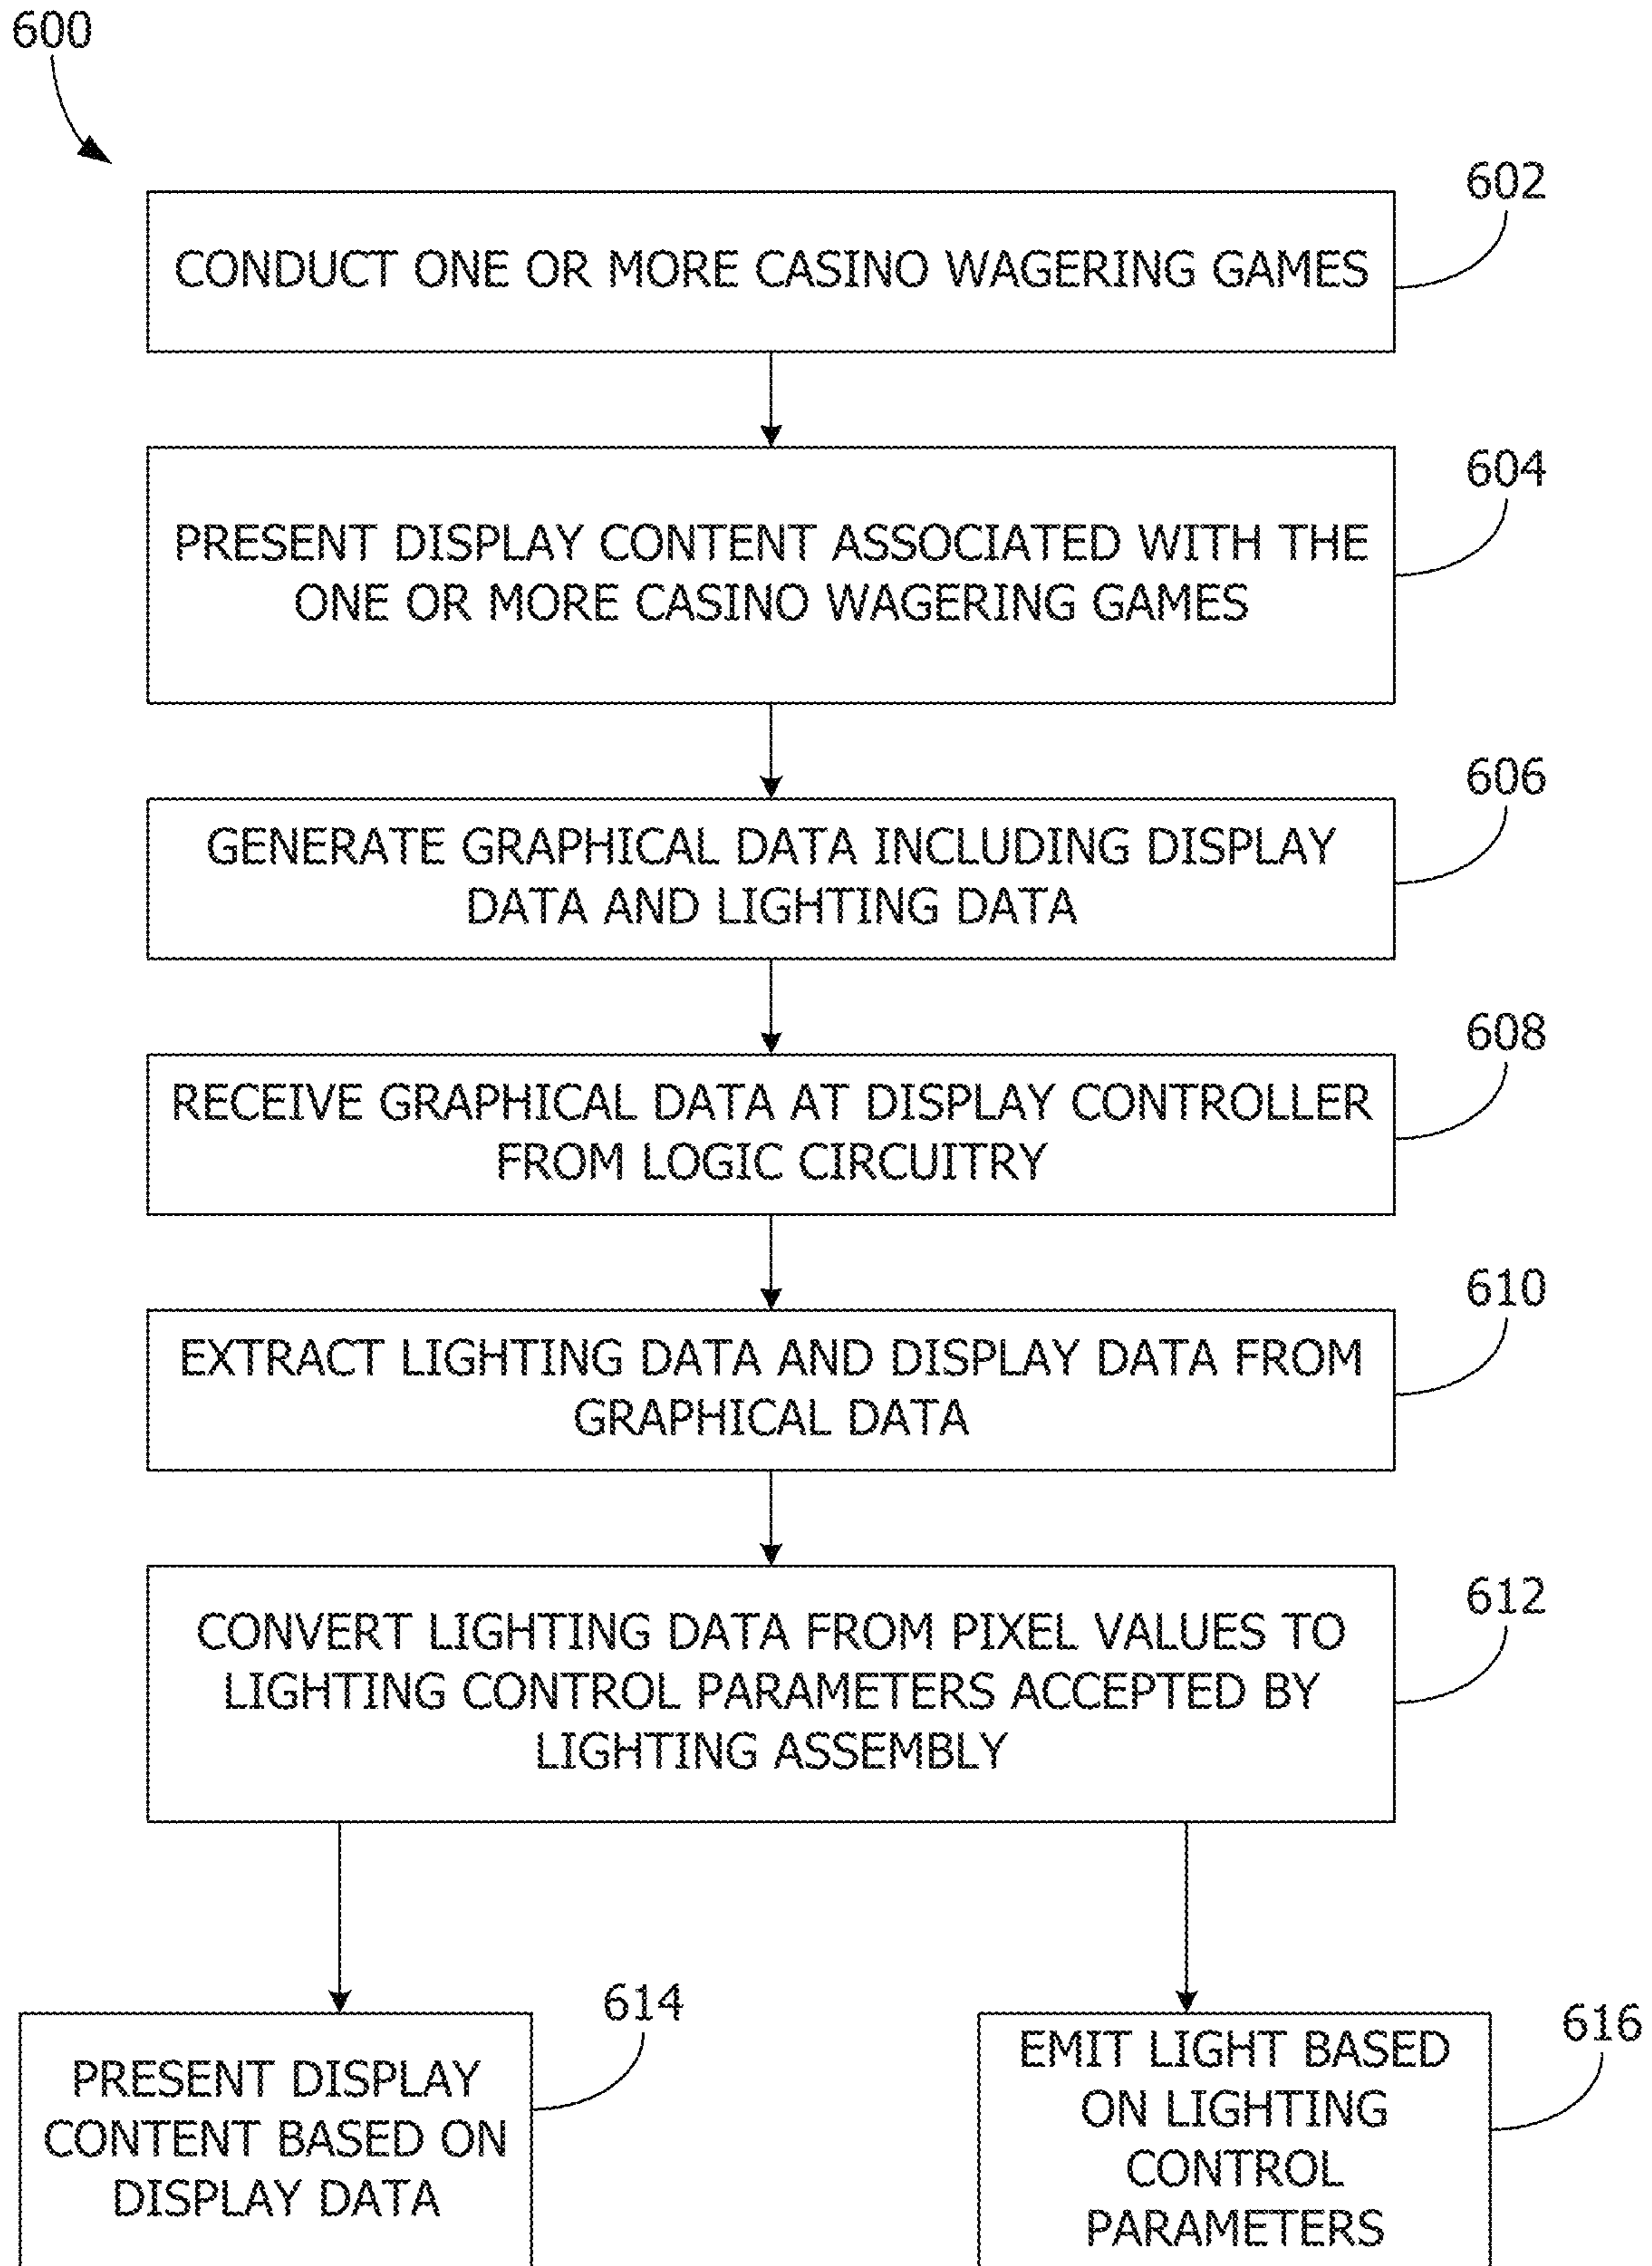 600
602
CONDUCT ONE OR MORE CASINO WAGERING GAMES
604
PRESENT DISPLAY CONTENT ASSOCIATED WITH THE
ONE OR MORE CASINO WAGERING GAMES
606
GENERATE GRAPHICAL DATA INCLUDING DISPLAY
DATA AND LIGHTING DATA
608
RECEIVE GRAPHICAL DATA AT DISPLAY CONTROLLER
FROM LOGIC CIRCUITRY
610
EXTRACT LIGHTING DATA AND DISPLAY DATA FROM
GRAPHICAL DATA
612
CONVERT LIGHTING DATA FROM PIXEL VALUES TO
LIGHTING CONTROL PARAMETERS ACCEPTED BY
LIGHTING ASSEMBLY
614
PRESENT DISPLAY
CONTENT BASED ON
DISPLAY DATA
616
EMIT LIGHT BASED
ON LIGHTING
CONTROL
PARAMETERS